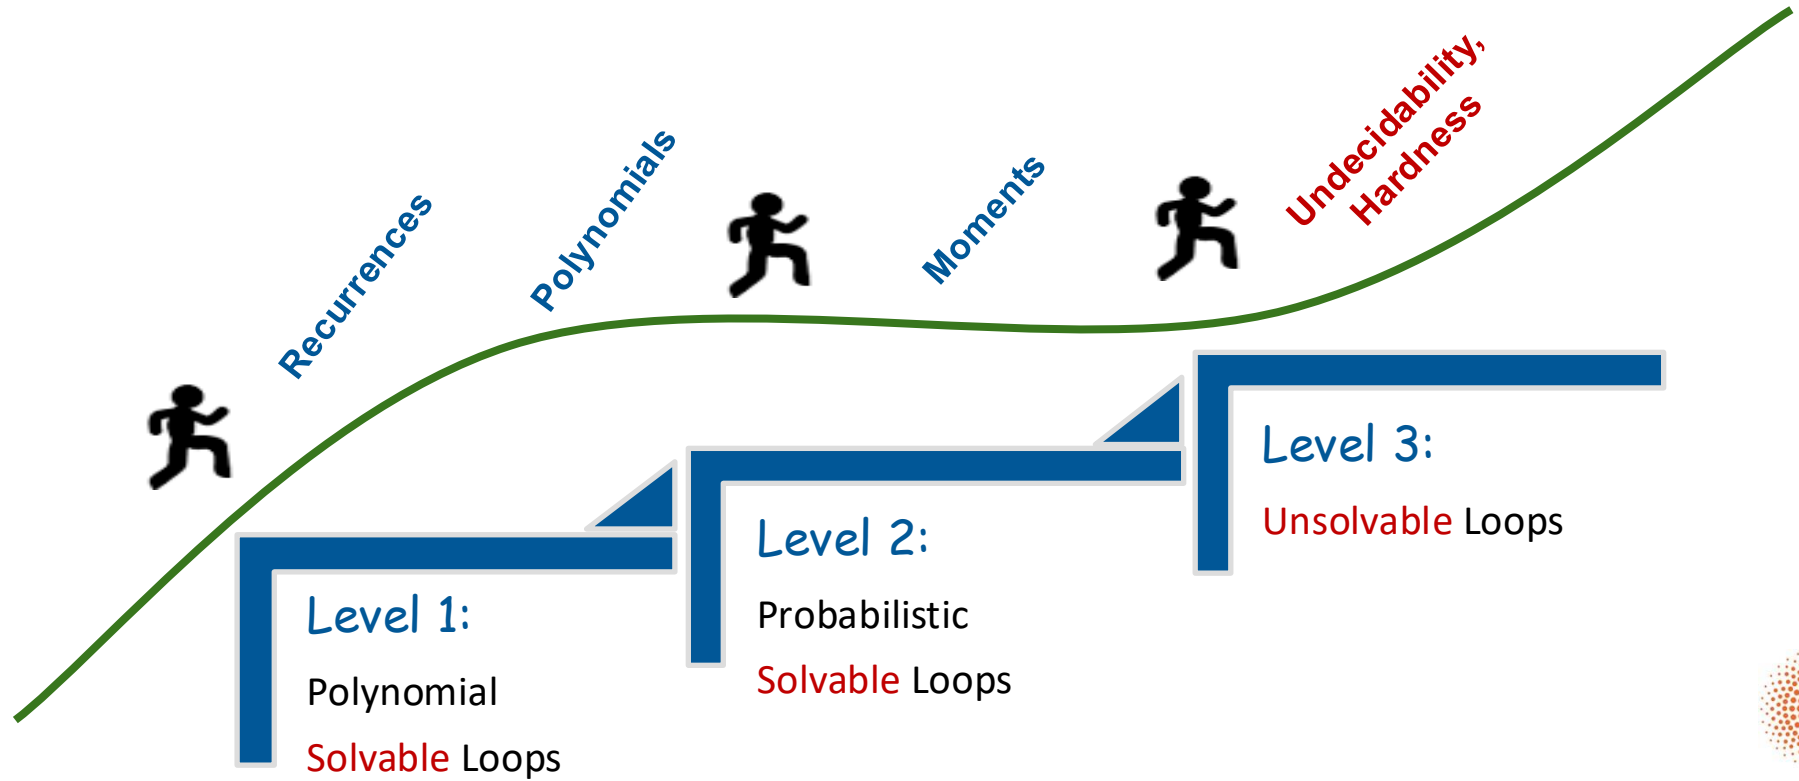 Recurrences
Polynomials
Moments
Undecidability,
Hardness
Level 1:
Polynomial
Solvable Loops
Level 2:
Probabilistic
Solvable Loops
Level 3:
Unsolvable Loops